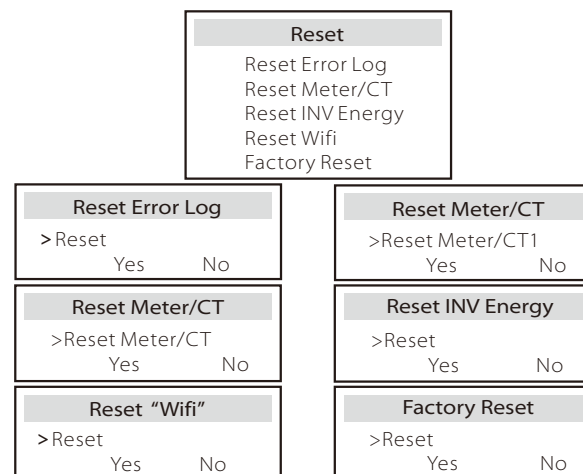 Reset
Reset Error Log
Reset Meter/CT
Reset INV Energy
Reset Wifi
Factory Reset
Reset Error Log
>Reset
Yes No
Reset Meter/CT
>Reset Meter/CT1
Yes No
Reset Meter/CT
>Reset Meter/CT
Yes No
Reset INV Energy
>Reset
Yes No
Reset “Wifi”
>Reset
Yes No
Factory Reset
>Reset
Yes No